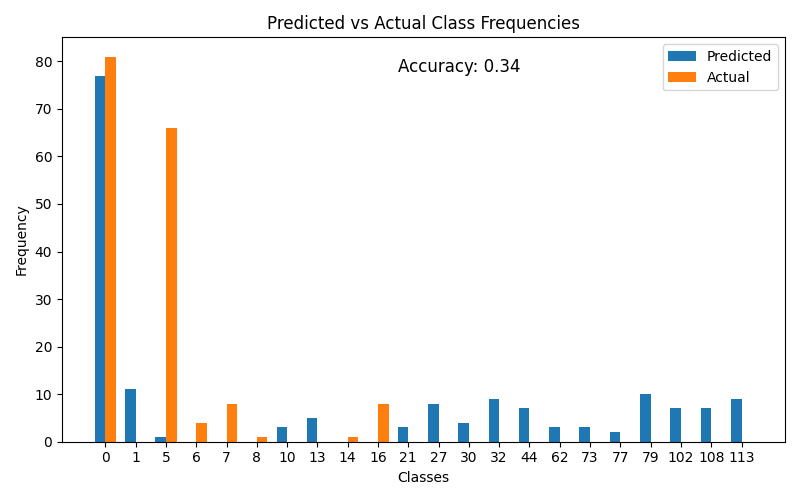 Predicted vs Actual Class Frequencies
Accuracy: 0.34
Predicted
Actual
Frequency
80
70
60
50
40
30
20
10
0
0 1 5 6 7 8 10 13 14 16 21 27 30 32 44 62 73 77 79 102 108 113
Classes